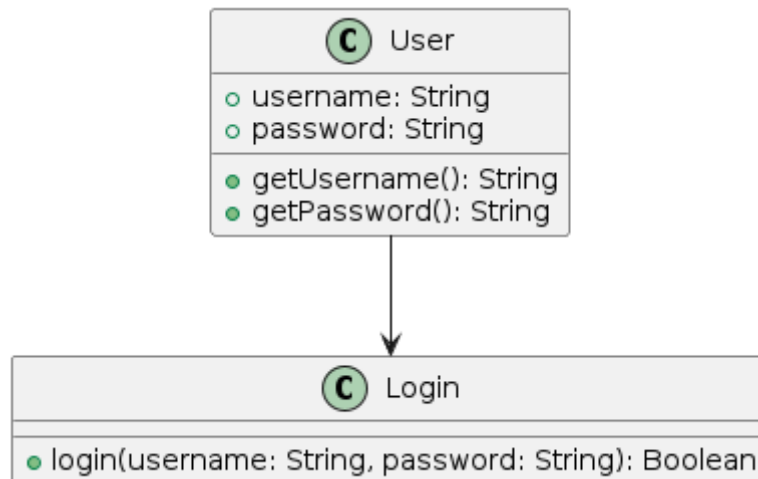 C User
username: String
password: String
getUsername(): String
getPassword(): String
C Login
login(username: String, password: String): Boolean